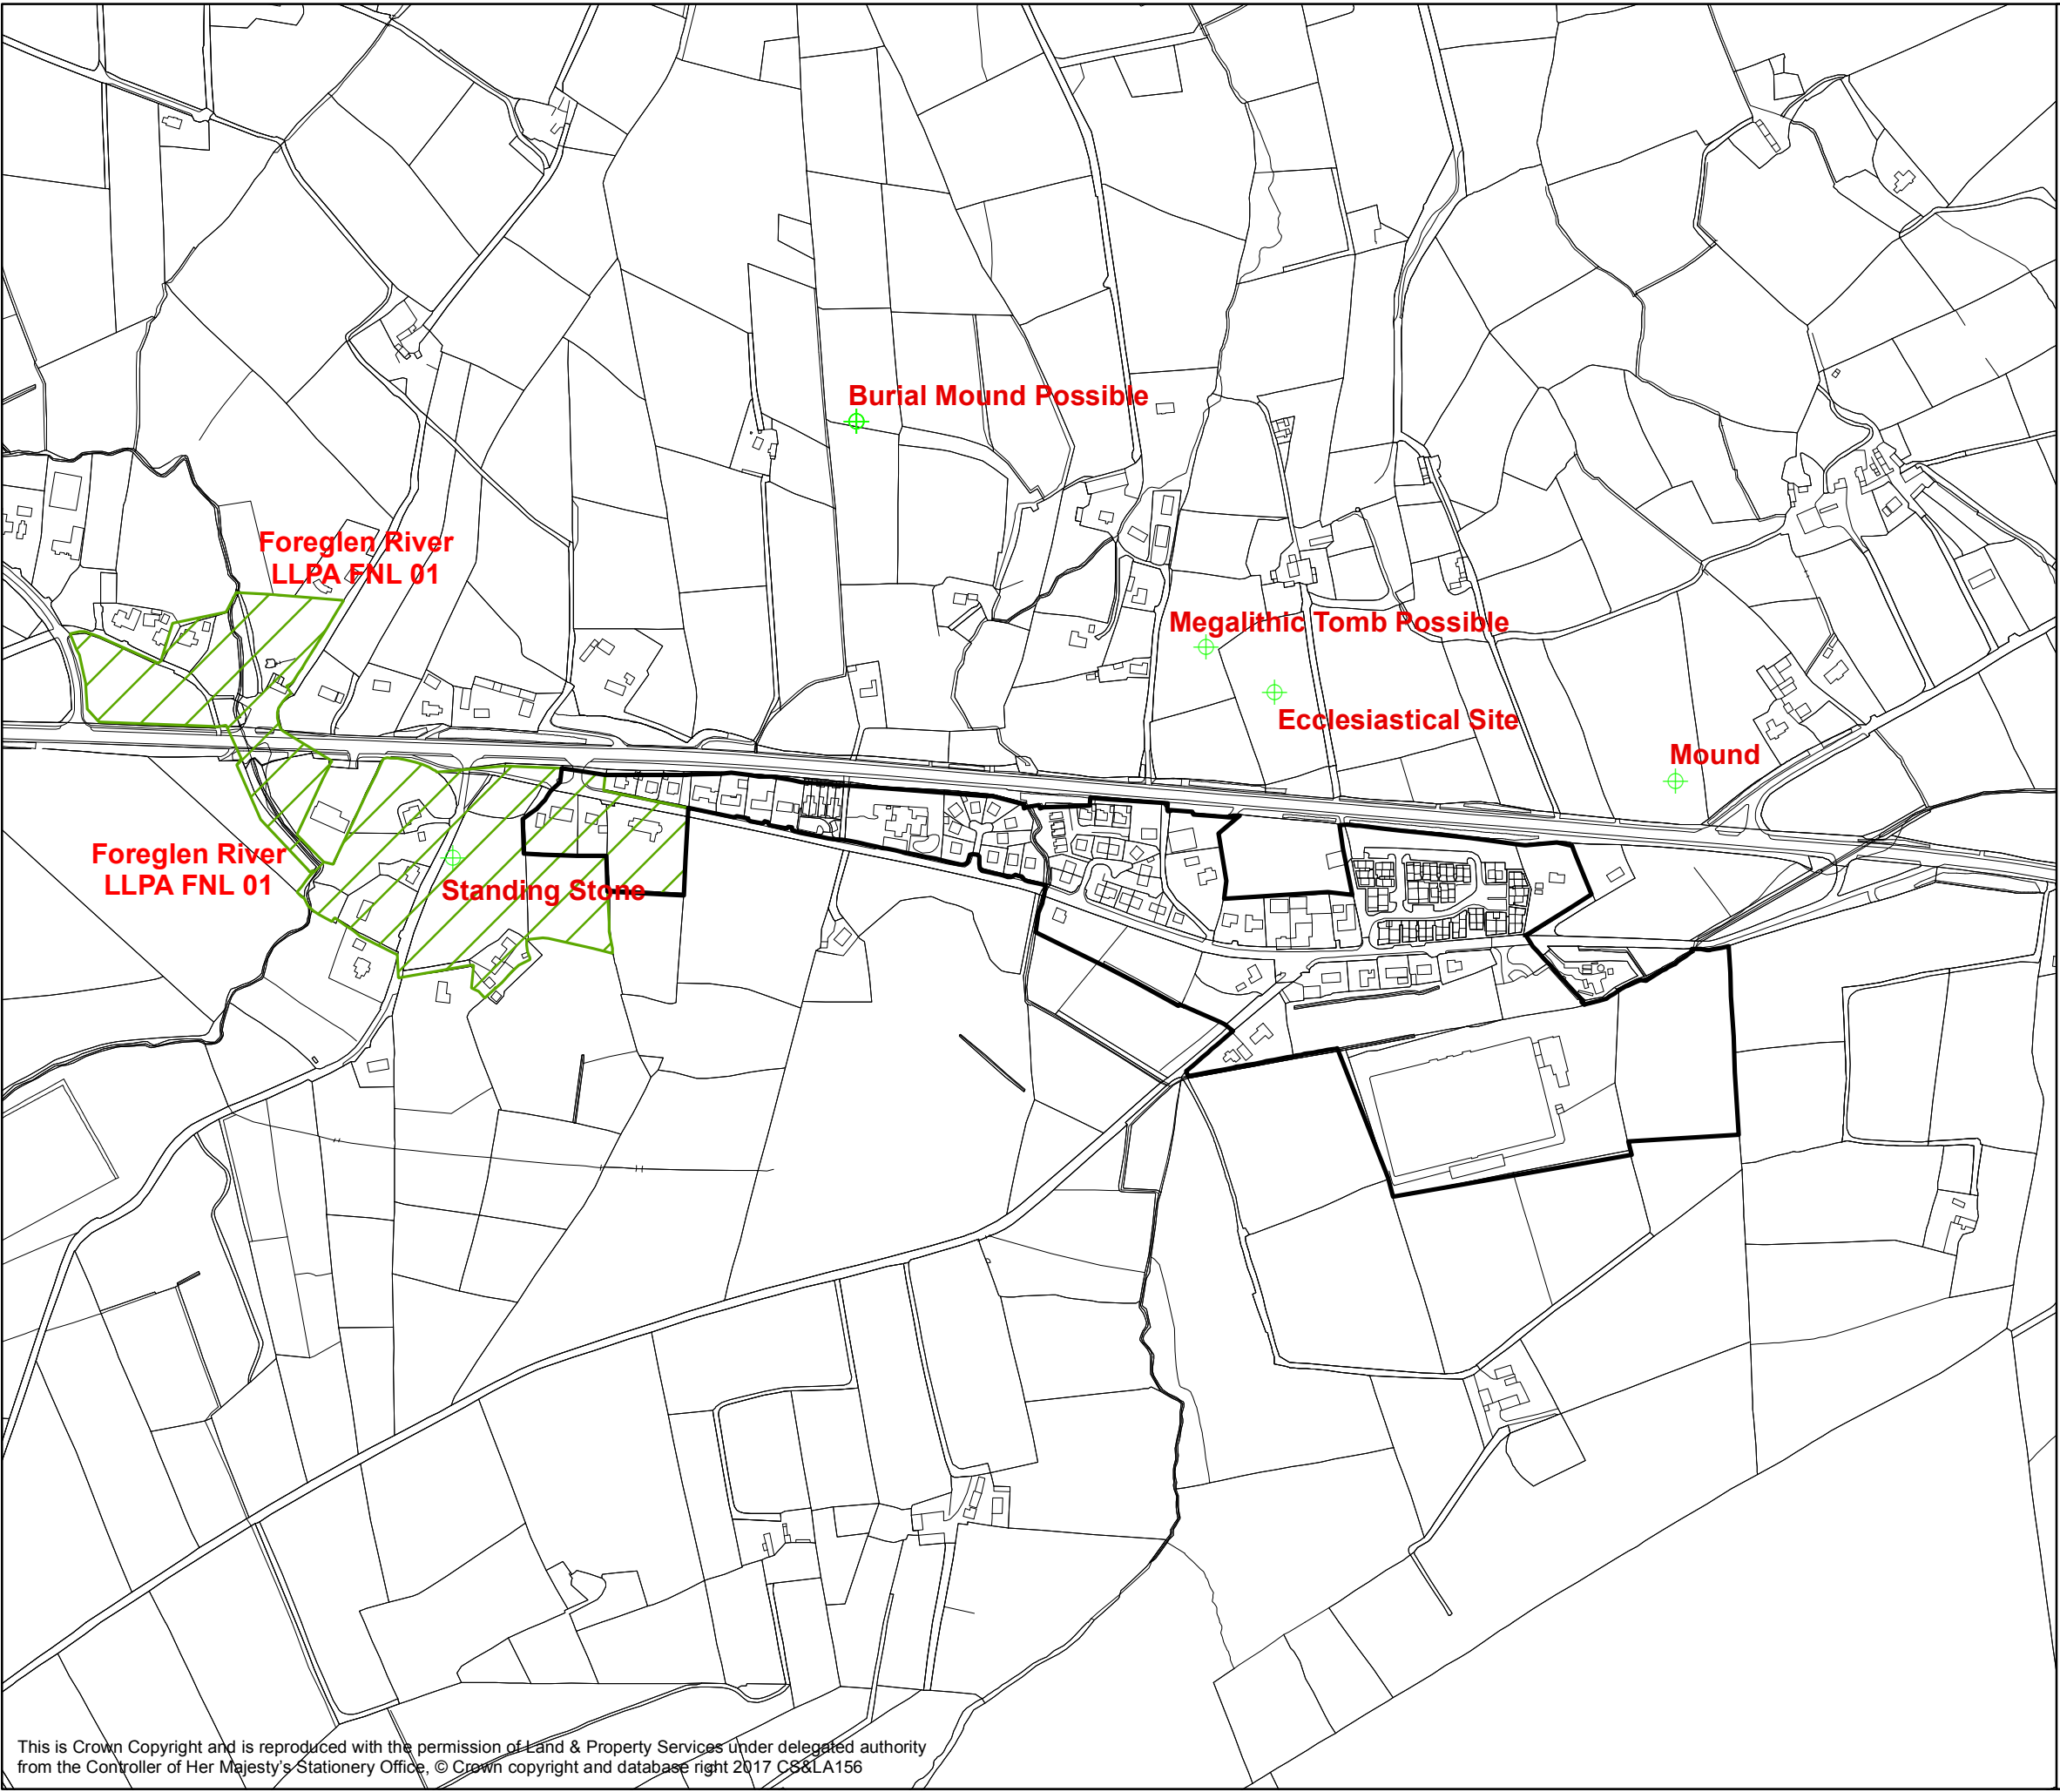 Burial Mound Possible
Foreglen River
LLPA FNL 01
Megalithic Tomb Possible
Ecclesiastical Site
Mound
Foreglen River
LLPA FNL 01
Standing Stone
This is Crown Copyright and is reproduced with the permission of Land & Property Services under delegated authority
from the Controller of Her Majesty's Stationery Office, © Crown copyright and database right 2017 CS&LA156